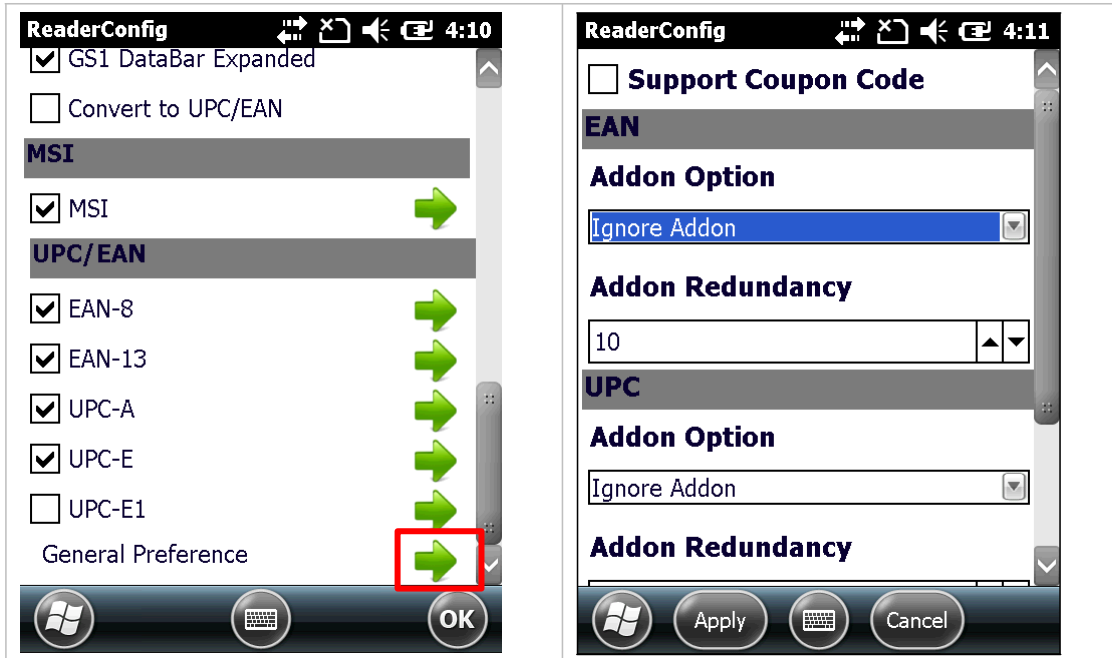 ReaderConfig 4:10
GS1 DataBar Expanded
Convert to UPC/EAN
MSI
MSI
UPC/EAN
EAN-8
EAN-13
UPC-A
UPC-E
UPC-E1
General Preference
OK
ReaderConfig 4:11
Support Coupon Code
EAN
Addon Option
Ignore Addon
Addon Redundancy
10
UPC
Addon Option
Ignore Addon
Addon Redundancy
Apply Cancel